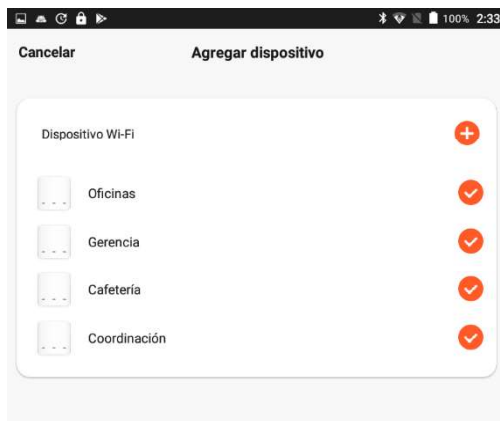 100% 2:33
Cancelar Agregar dispositivo
Dispositivo Wi-Fi
Oficinas
Gerencia
Cafetería
Coordinación